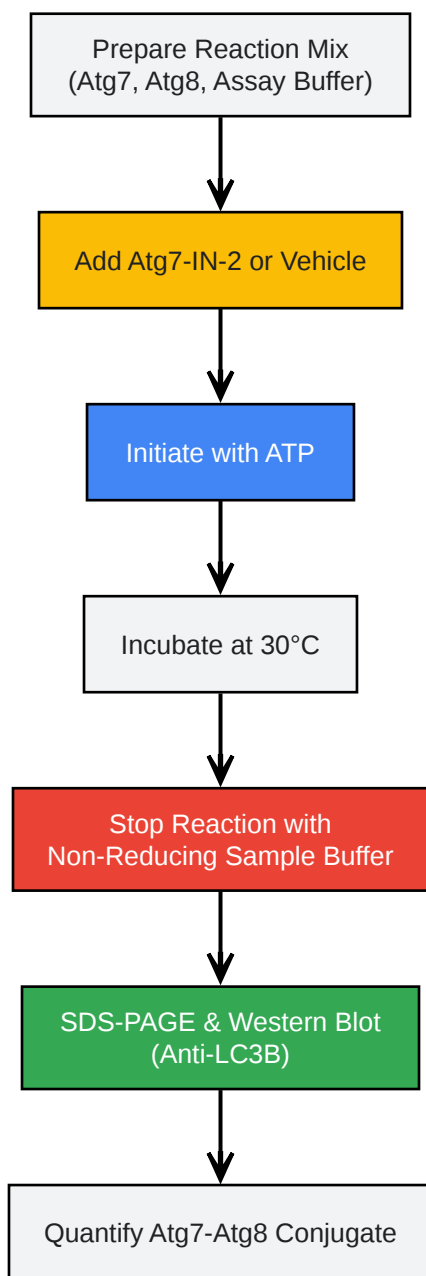 Prepare Reaction Mix
(Atg7, Atg8, Assay Buffer)
Add Atg7-IN-2 or Vehicle
Initiate with ATP
Incubate at 30°C
Stop Reaction with
Non-Reducing Sample Buffer
SDS-PAGE & Western Blot
(Anti-LC3B)
Quantify Atg7-Atg8 Conjugate